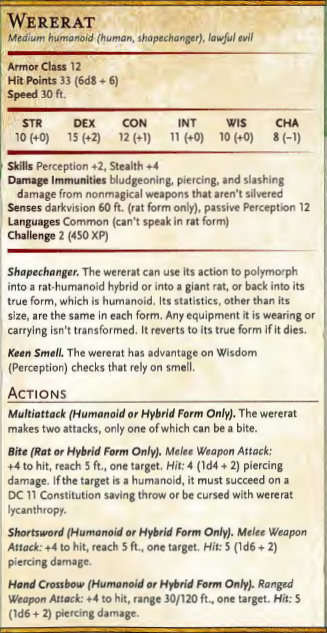 WERERAT
Medium humanoid (human, shapechanger), lawful evil
Armor Class 12
Hit Points 33 (6d8 + 6)
Speed 30 ft.
STR DEX CON INT WIS CHA
10 (+0) 15 (+2) 12 (+1) 11 (+0) 10 (+0) 8 (−1)
Skills Perception +2, Stealth +4
Damage Immunities bludgeoning, piercing, and slashing
damage from nonmagical weapons that aren't silvered
Senses darkvision 60 ft. (rat form only), passive Perception 12
Languages Common (can't speak in rat form)
Challenge 2 (450 XP)
Shapechanger. The wererat can use its action to polymorph
into a rat-humanoid hybrid or into a giant rat, or back into its
true form, which is humanoid. Its statistics, other than its
size, are the same in each form. Any equipment it is wearing or
carrying isn't transformed. It reverts to its true form if it dies.
Keen Smell. The wererat has advantage on Wisdom
(Perception) checks that rely on smell.
ACTIONS
Multiattack (Humanoid or Hybrid Form Only). The wererat
makes two attacks, only one of which can be a bite.
Bite (Rat or Hybrid Form Only). Melee Weapon Attack:
+4 to hit, reach 5 ft., one target. Hit: 4 (1d4 + 2) piercing
damage. If the target is a humanoid, it must succeed on a
DC 11 Constitution saving throw or be cursed with wererat
lycanthropy.
Shortsword (Humanoid or Hybrid Form Only). Melee Weapon
Attack: +4 to hit, reach 5 ft., one target. Hit: 5 (1d6 + 2)
piercing damage.
Hand Crossbow (Humanoid or Hybrid Form Only). Ranged
Weapon Attack: +4 to hit, range 30/120 ft., one target. Hit: 5
(1d6 + 2) piercing damage.